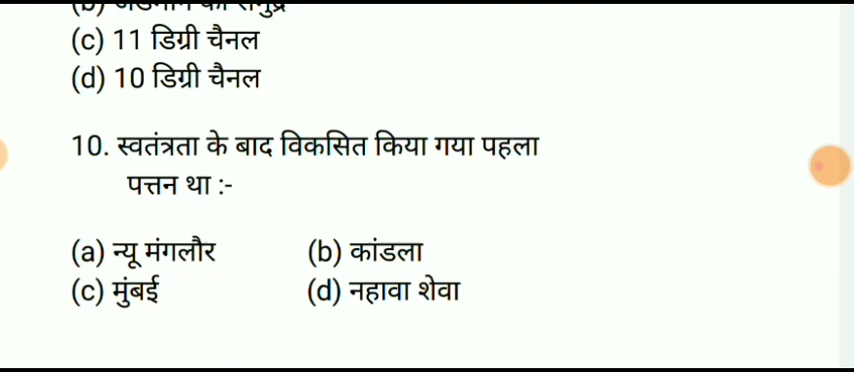 (c) 11 डिग्री चैनल
(d) 10 डिग्री चैनल
10. स्वतंत्रता के बाद विकसित किया गया पहला
पत्तन था :-
(a) न्यू मंगलौर (b) कांडला
(c) मुंबई (d) नहावा शेवा